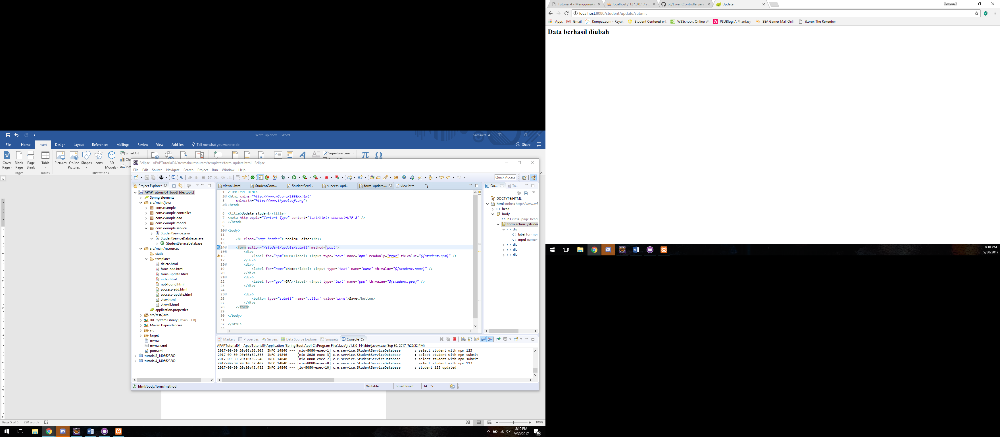 Write-up.docx - Word
Saraswati A
File Home Insert Design Layout References Mailings Review View Add-ins Tell me what you want to do
Share
Cover Page Blank Page Page Break Table Pictures Online Pictures Shapes Icons 3D Models SmartArt
Signature Line
Pages Tables Illustrations
Eclipse - APAPTutorial04/src/main/resources/templates/form-update.html - Eclipse
File Edit Source Navigate Search Project Run Window Help
Quick Access
Project Explorer
APAPTutorial04 [boot] [devtools]
Spring Elements
src/main/java
com.example
com.example.controller
com.example.dao
com.example.model
com.example.service
StudentService.java
StudentServiceDatabase.java
StudentServiceDatabase
src/main/resources
static
templates
delete.html
form-add.html
form-update.html
index.html
not-found.html
success-add.html
success-update.html
view.html
viewall.html
application.properties
src/test/java
JRE System Library [JavaSE-1.8]
Maven Dependencies
src
target
mvnw
mvnw.cmd
pom.xml
tutorial3_1406623202
tutorial4_1406623202
viewall.html StudentCont... StudentServi... success-upd... form-update.... view.html
1 <!DOCTYPE HTML>
2 <html xmlns="http://www.w3.org/1999/xhtml"
3 xmlns:th="http://www.thymeleaf.org">
4 <head>
5
6 <title>Update student</title>
7 <meta http-equiv="Content-Type" content="text/html; charset=UTF-8" />
8 </head>
9
10 <body>
11
12 <h1 class="page-header">Problem Editor</h1>
13
14 <form action="/student/update/submit" method="post">
15 <div>
16 <label for="npm">NPM</label> <input type="text" name="npm" readonly="true" th:value="${student.npm}" />
17 </div>
18 <div>
19 <label for="name">Name</label> <input type="text" name="name" th:value="${student.name}" />
20 </div>
21 <div>
22 <label for="gpa">GPA</label> <input type="text" name="gpa" th:value="${student.gpa}" />
23 </div>
24
25 <div>
26 <button type="submit" name="action" value="save">Save</button>
27 </div>
28 </form>
29
30 </body>
31
32 </html>
33
Ou... Ta...
DOCTYPE:HTML
html xmlns=http://www.w3
head
body
h1 class=page-head
form action=/studen
div
label for=npr
input name=
div
div
div
Markers Properties Servers Data Source Explorer Snippets Console
APAPTutorial04 - ApapTutorial04Application [Spring Boot App] C:\Program Files\Java\jre1.8.0_144\bin\javaw.exe (Sep 30, 2017, 7:26:52 PM)
2017-09-30 20:08:26.503 INFO 14840 --- [nio-8080-exec-1] c.e.service.StudentServiceDatabase : select student with npm 123
2017-09-30 20:08:32.853 INFO 14840 --- [nio-8080-exec-3] c.e.service.StudentServiceDatabase : select student with npm submit
2017-09-30 20:10:35.546 INFO 14840 --- [nio-8080-exec-7] c.e.service.StudentServiceDatabase : select student with npm submit
2017-09-30 20:10:37.407 INFO 14840 --- [nio-8080-exec-8] c.e.service.StudentServiceDatabase : select student with npm 123
2017-09-30 20:10:43.452 INFO 14840 --- [io-8080-exec-10] c.e.service.StudentServiceDatabase : student 123 updated
html/body/form/method Writable Smart Insert 14 : 55
Page 5 of 5 220 words 100%
8:10 PM
9/30/2017
16
Tutorial 4 - Menggunaka localhost / 127.0.0.1 / stu b8/EvventController.java Update
Saraswati
localhost:8080/student/update/submit
Apps Gmail Kompas.com - Rayak Student Centered e-L W3Schools Online W PSUBlog: A Phantasy SEA Gamer Mall Onli (Lore): The Rekenber
Data berhasil diubah
8:10 PM
9/30/2017